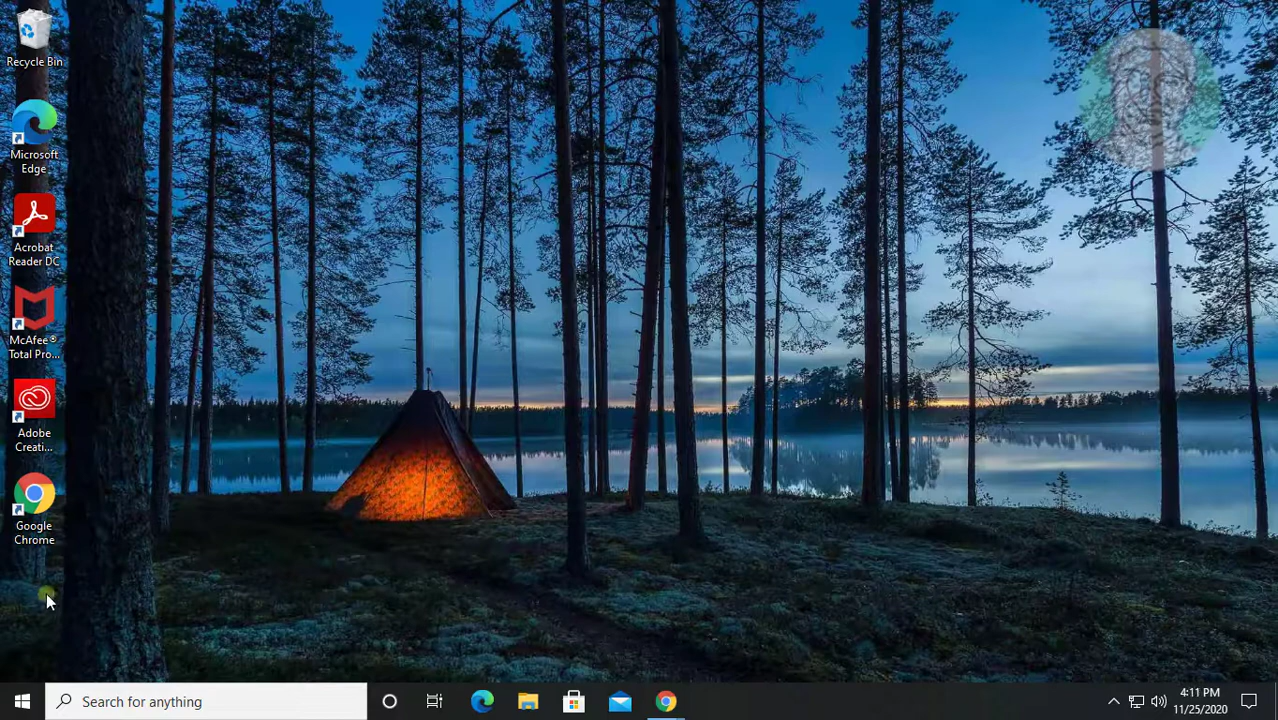 Recycle Bin
Microsoft
Edge
Acrobat
Reader DC
McAfee®
Total Pro...
Adobe
Creati...
Google
Chrome
Search for anything
4:11 PM
11/25/2020